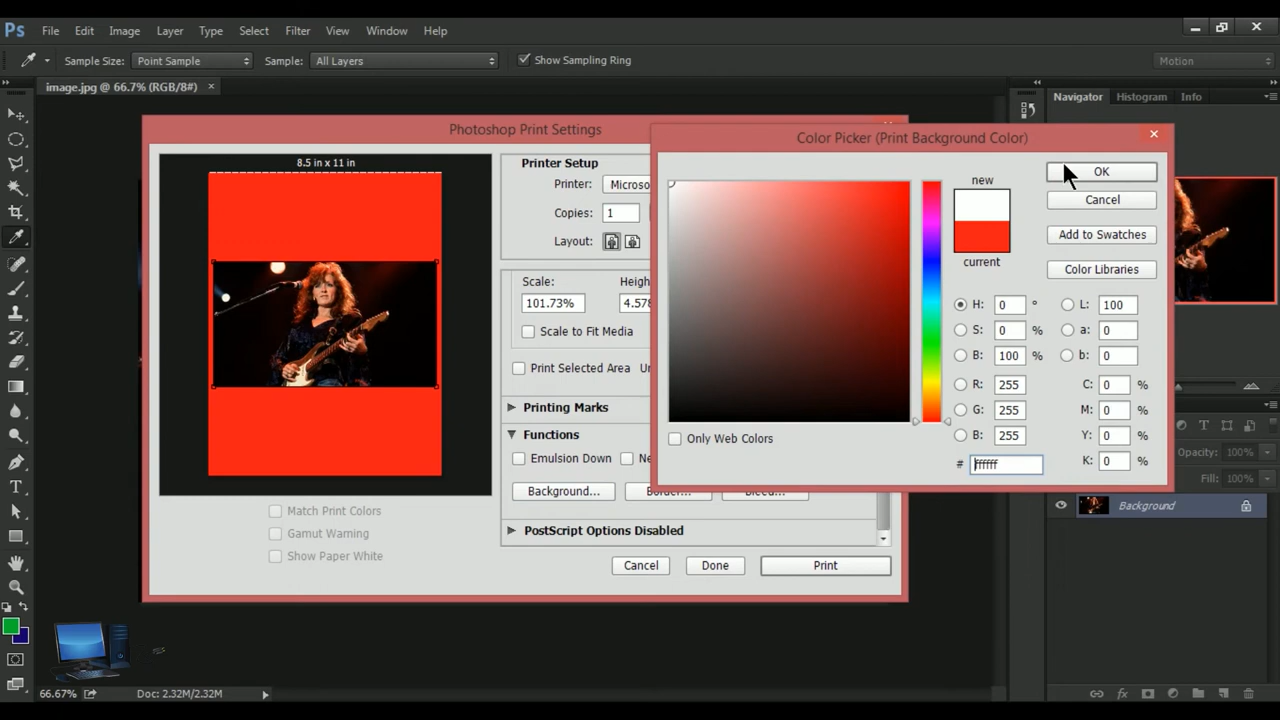 Ps File Edit Image Layer Type Select Filter View Window Help
Sample Size: Point Sample Sample: All Layers Show Sampling Ring Motion
image.jpg @ 66.7% (RGB/8#) ×
Navigator Histogram Info
Photoshop Print Settings
8.5 in x 11 in
Printer Setup
Printer: Microso
Copies: 1
Layout:
Scale:
Heigh
101.73%
4.578
Scale to Fit Media
Print Selected Area
Printing Marks
Functions
Emulsion Down
Background...
PostScript Options Disabled
Match Print Colors
Gamut Warning
Show Paper White
Cancel Done Print
Color Picker (Print Background Color)
new
current
OK
Cancel
Add to Swatches
Color Libraries
H: 0 °
S: 0 %
B: 100 %
R: 255
G: 255
B: 255
# ffffff
L: 100
a: 0
b: 0
C: 0 %
M: 0 %
Y: 0 %
K: 0 %
Only Web Colors
Opacity: 100%
Fill: 100%
Background
66.67% Doc: 2.32M/2.32M